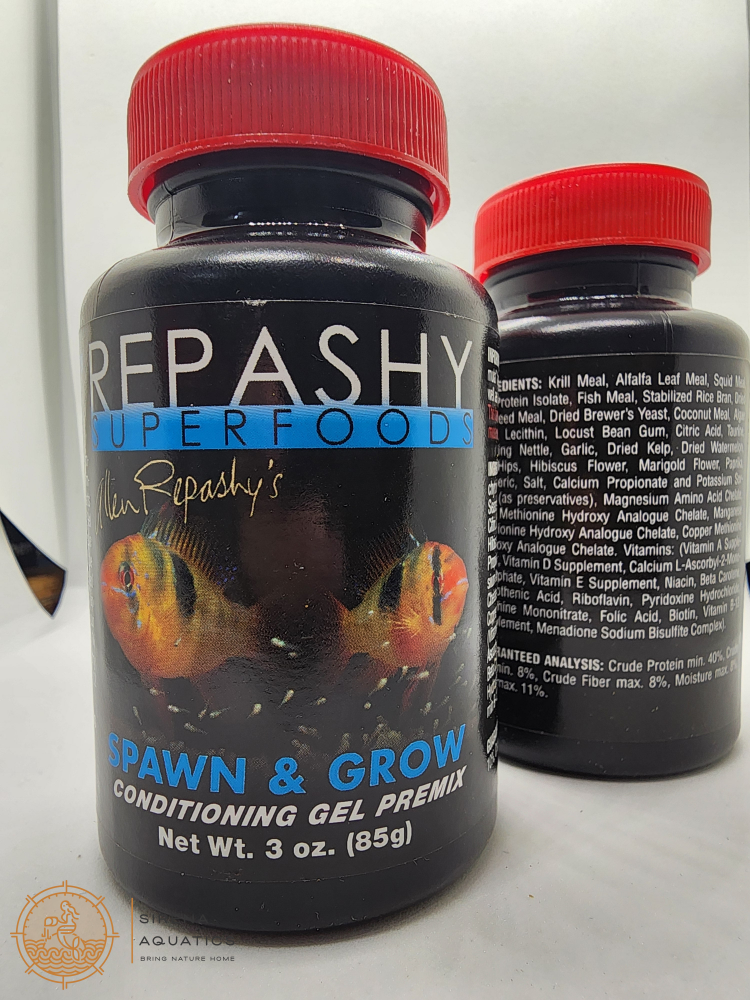 REPASHY
SUPERFOODS
Allen Repashy's
SPAWN & GROW
CONDITIONING GEL PREMIX
Net Wt. 3 oz. (85g)
EDIENTS: Krill Meal, Alfalfa Leaf Meal, Squid
rotein Isolate, Fish Meal, Stabilized Rice Bran,
eed Meal, Dried Brewer's Yeast, Coconut Meal,
Lecithin, Locust Bean Gum, Citric Acid,
ing Nettle, Garlic, Dried Kelp, Dried
Hips, Hibiscus Flower, Marigold Flower,
eric, Salt, Calcium Propionate and Potassium
(as preservatives), Magnesium Amino Acid
Methionine Hydroxy Analogue Chelate,
ionine Hydroxy Analogue Chelate, Copper
oxy Analogue Chelate. Vitamins: (Vitamin A
Vitamin D Supplement, Calcium L-Ascorbyl-2-
phate, Vitamin E Supplement, Niacin, Beta
thenic Acid, Riboflavin, Pyridoxine
ine Mononitrate, Folic Acid, Biotin, Vitamin
lement, Menadione Sodium Bisulfite Complex).
RANTEED ANALYSIS: Crude Protein min. 40%,
min. 8%, Crude Fiber max. 8%, Moisture max. 8%
max. 11%.
AQUATICS
BRING NATURE HOME